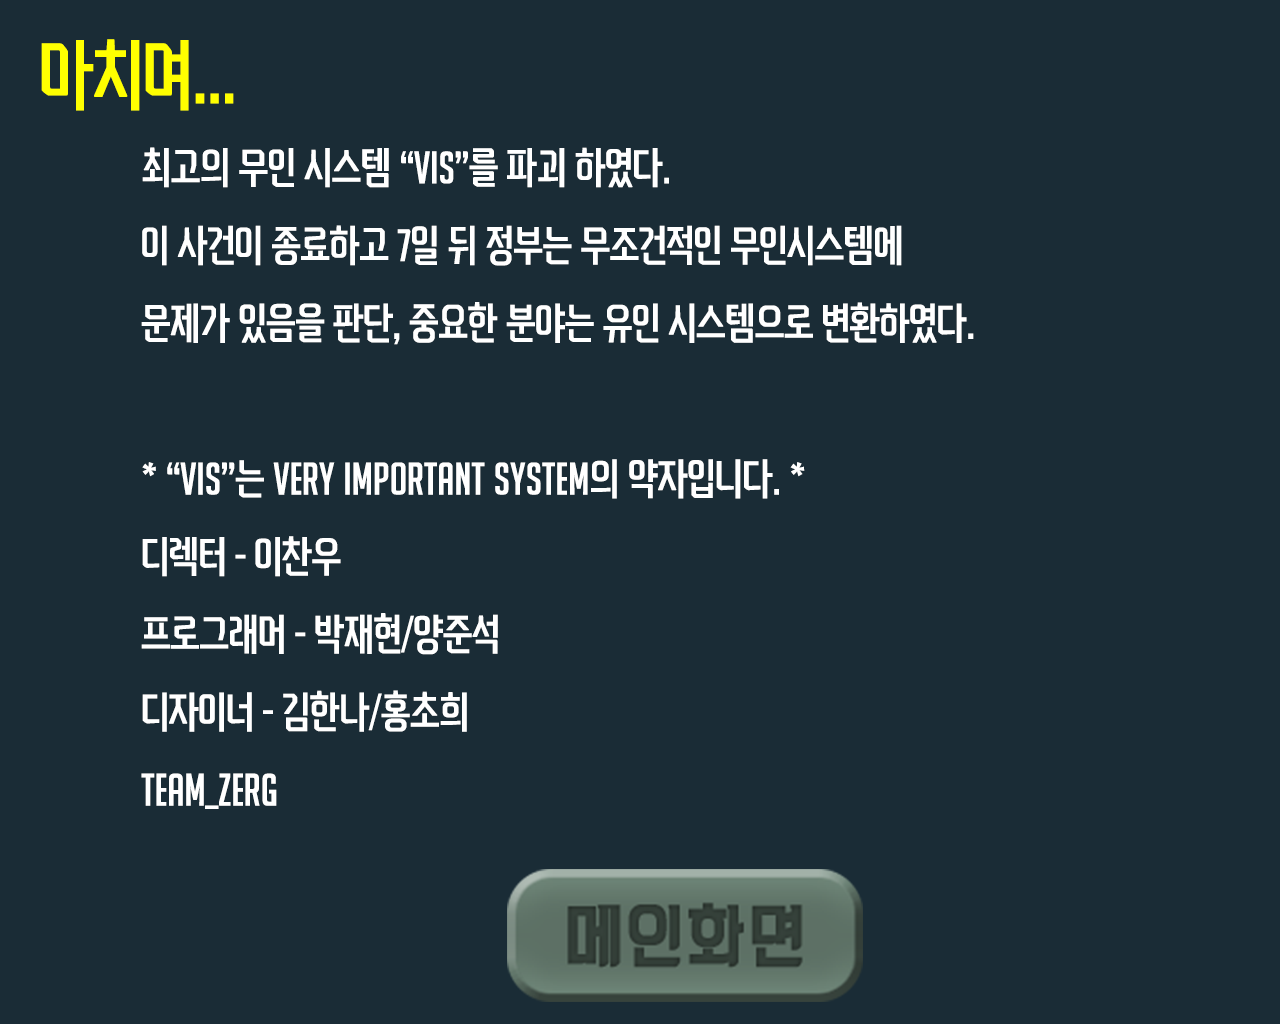 마치며...
최고의 무인 시스템 “VIS”를 파괴 하였다.
이 사건이 종료하고 7일 뒤 정부는 무조건적인 무인시스템에
문제가 있음을 판단, 중요한 분야는 유인 시스템으로 변환하였다.
* “VIS”는 VERY IMPORTANT SYSTEM의 약자입니다. *
디렉터 - 이찬우
프로그래머 - 박재현/양준석
디자이너 - 김한나/홍초희
TEAM_ZERG
메인화면